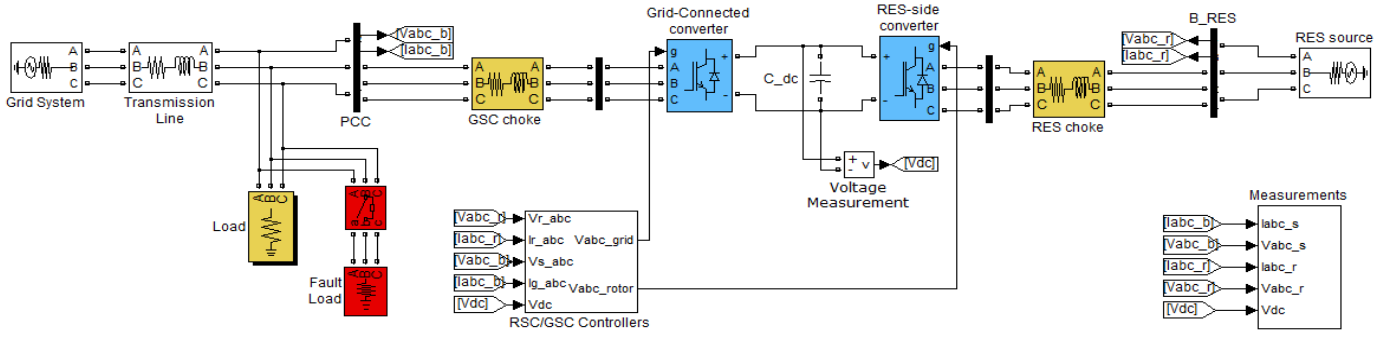 Grid-Connected
converter
RES-side
converter
B_RES
[Vabc_b]
[Iabc_b]
[Vabc_r]
[Iabc_r]
RES source
A
B
C
Grid System
A
B
C
A
B
C
Transmission
Line
PCC
A
B
C
A
B
C
GSC choke
g
A
B
C
+
-
C_dc
+
-
g
A
B
C
A
B
C
A
B
C
RES choke
A
B
C
+
-
v
[Vdc]
Voltage
Measurement
A
B
C
Load
A
B
C
a
b
c
A
B
C
Fault
Load
[Vabc_r]
[Iabc_r]
[Vabc_b]
[Iabc_b]
[Vdc]
Vr_abc
Ir_abc
Vs_abc
Ig_abc
Vdc
Vabc_grid
Vabc_rotor
RSC/GSC Controllers
Measurements
[Iabc_b]
[Vabc_b]
[Iabc_r]
[Vabc_r]
[Vdc]
Iabc_s
Vabc_s
Iabc_r
Vabc_r
Vdc